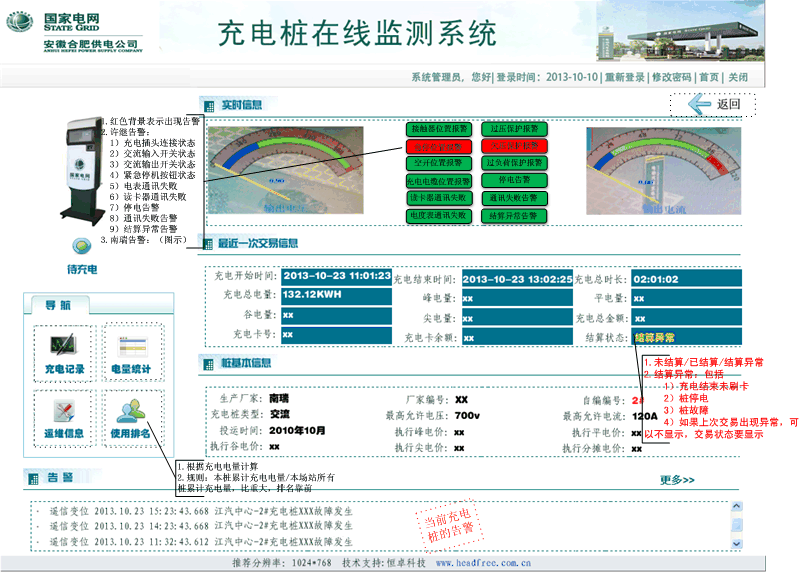 国家电网
STATE GRID
安徽合肥供电公司
ANHUI HEFEI POWER SUPPLY COMPANY
充电桩在线监测系统
系统管理员，您好|登录时间：2013-10-10|重新登录|修改密码|首页| 关闭
实时信息
返回
1.红色背景表示出现告警
2.许继告警：
1）充电插头连接状态
2）交流输入开关状态
3）交流输出开关状态
4）紧急停机按钮状态
5）电表通讯失败
6）读卡器通讯失败
7）停电告警
8）通讯失败告警
9）结算异常告警
3.南瑞告警：（图示）
待充电
接触器位置报警
过压保护报警
空开位置报警
过负荷保护报警
充电电缆位置报警
停电告警
读卡器通讯失败
通讯失败告警
电度表通讯失败
结算异常告警
最近一次交易信息
充电开始时间：2013-10-23 11:01:23
充电结束时间：2013-10-23 13:02:25
充电总时长：02:01:02
充电总电量：132.12KWH
峰电量：xx
平电量：xx
谷电量：xx
尖电量：xx
充电总金额：xx
充电卡号：xx
充电卡余额：xx
结算状态：结算异常
导 航
充电记录
电量统计
运维信息
使用排名
桩基本信息
生产厂家：南瑞
厂家编号：XX
自编编号：2#
充电桩类型：交流
最高允许电压：700v
最高允许电流：120A
投运时间：2010年10月
执行峰电价：xx
执行平电价：xx
执行谷电价：xx
执行尖电价：xx
执行分摊电价：xx
1.未结算/已结算/结算异常
2.结算异常：包括
1）充电结束未刷卡
2）桩停电
3）桩故障
4）如果上次交易出现异常，可
以不显示，交易状态要显示
1.根据充电电量计算
2.规则：本桩累计充电电量/本场站所有
桩累计充电量，比重大，排名靠前
告 警
更多>>
· 遥信变位 2013.10.23 15:23:43.668 江汽中心-2#充电桩XXX故障发生
· 遥信变位 2013.10.23 14:23:43.668 江汽中心-2#充电桩XXX故障发生
· 遥信变位 2013.10.23 11:32:43.612 江汽中心-2#充电桩XXX故障发生
当前充电
桩的告警
推荐分辨率：1024*768 技术支持:恒卓科技 www.headfree.com.cn